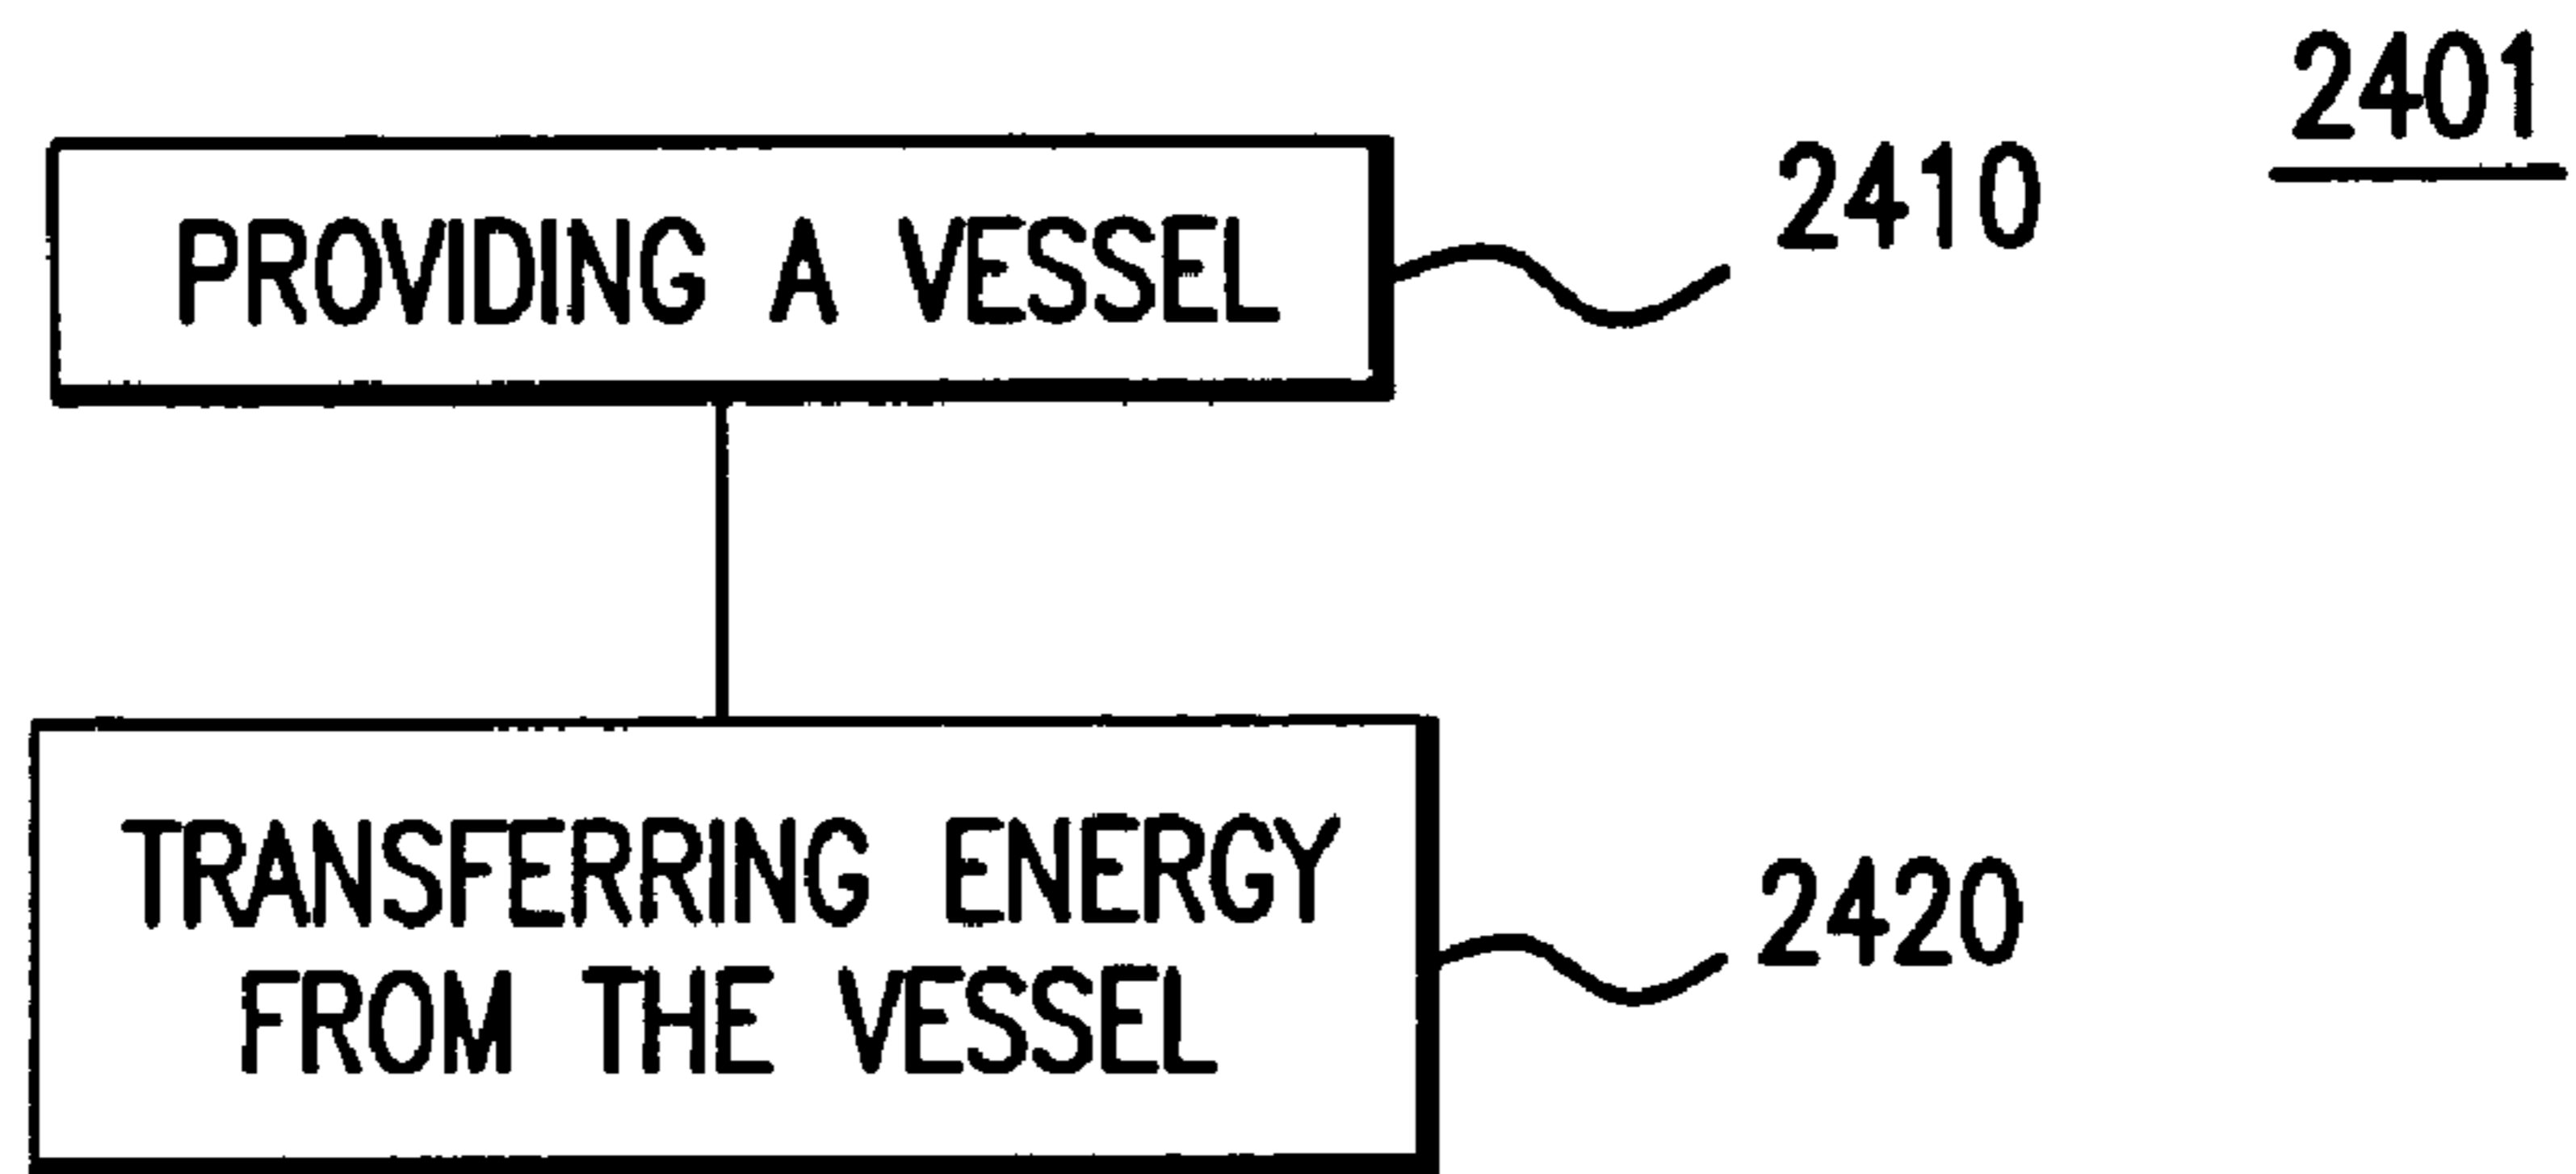 2401
PROVIDING A VESSEL
2410
TRANSFERRING ENERGY
FROM THE VESSEL
2420